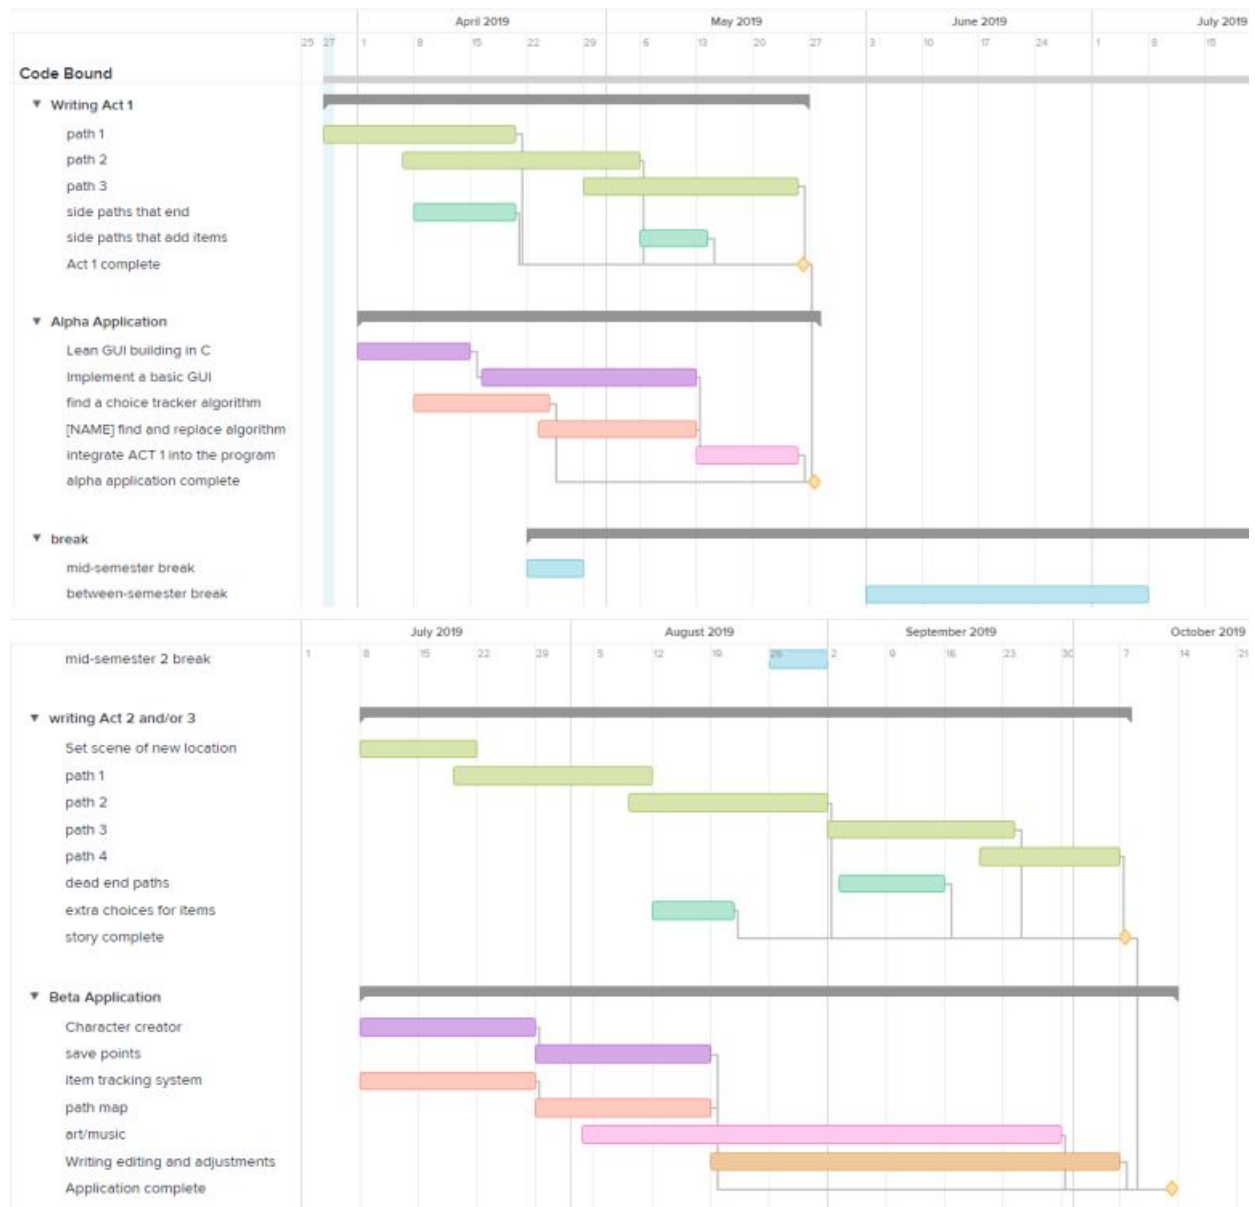 April 2019 May 2019 June 2019 July 2019
25 27 1 8 15 22 29 6 13 20 27 3 10 17 24 1 8 15
Code Bound
Writing Act 1
path 1
path 2
path 3
side paths that end
side paths that add items
Act 1 complete
Alpha Application
Lean GUI building in C
Implement a basic GUI
find a choice tracker algorithm
[NAME] find and replace algorithm
integrate ACT 1 into the program
alpha application complete
break
mid-semester break
between-semester break
July 2019 August 2019 September 2019 October 2019
1 8 15 22 29 5 12 19 26 2 9 16 23 30 7 14 21
mid-semester 2 break
writing Act 2 and/or 3
Set scene of new location
path 1
path 2
path 3
path 4
dead end paths
extra choices for items
story complete
Beta Application
Character creator
save points
item tracking system
path map
art/music
Writing editing and adjustments
Application complete